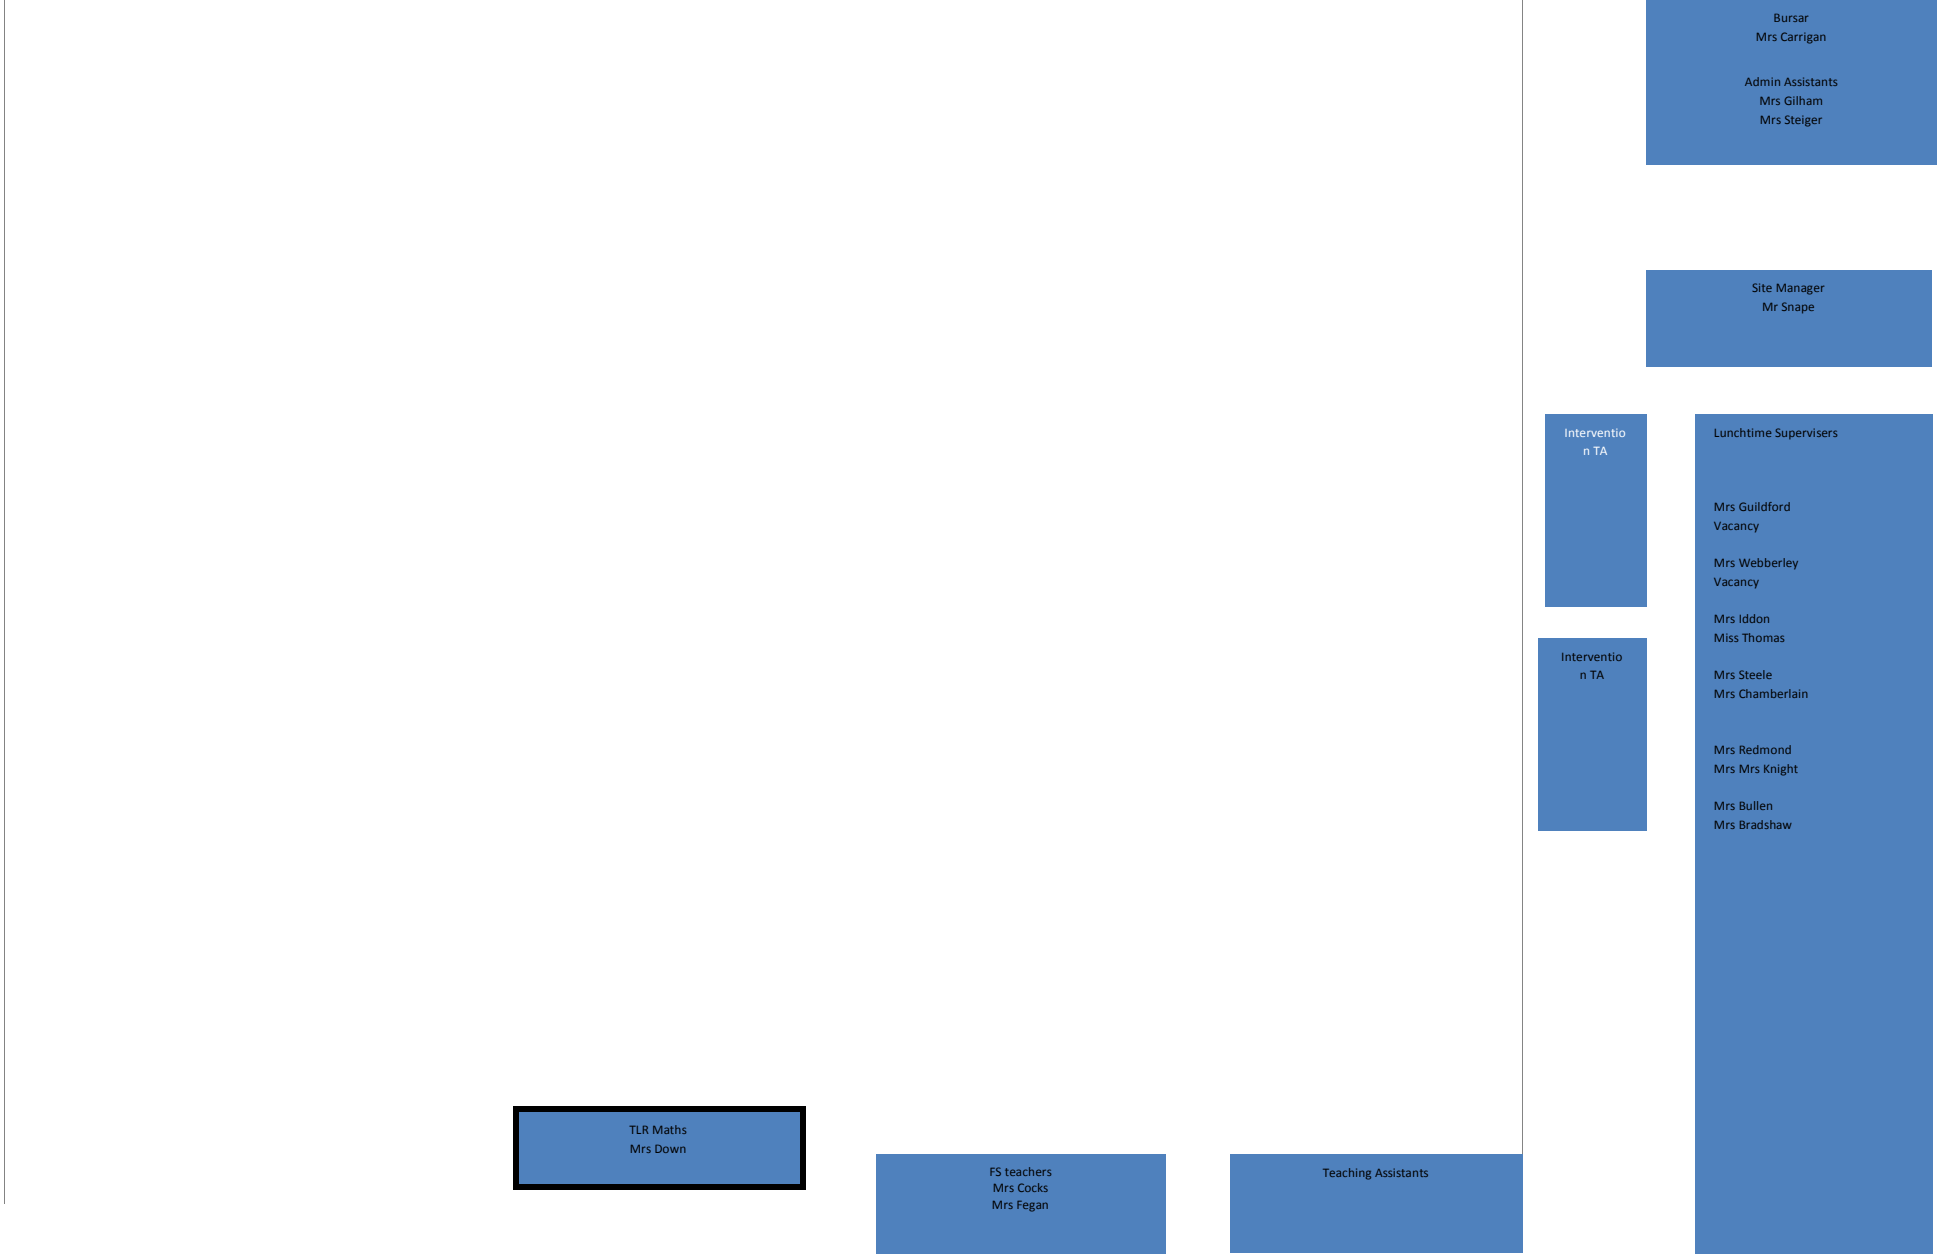 Bursar
Mrs Carrigan
Admin Assistants
Mrs Gilham
Mrs Steiger
Site Manager
Mr Snape
Interventio
n TA
Interventio
n TA
Lunchtime Supervisers
Mrs Guildford
Vacancy
Mrs Webberley
Vacancy
Mrs Iddon
Miss Thomas
Mrs Steele
Mrs Chamberlain
Mrs Redmond
Mrs Mrs Knight
Mrs Bullen
Mrs Bradshaw
TLR Maths
Mrs Down
FS teachers
Mrs Cocks
Mrs Fegan
Teaching Assistants